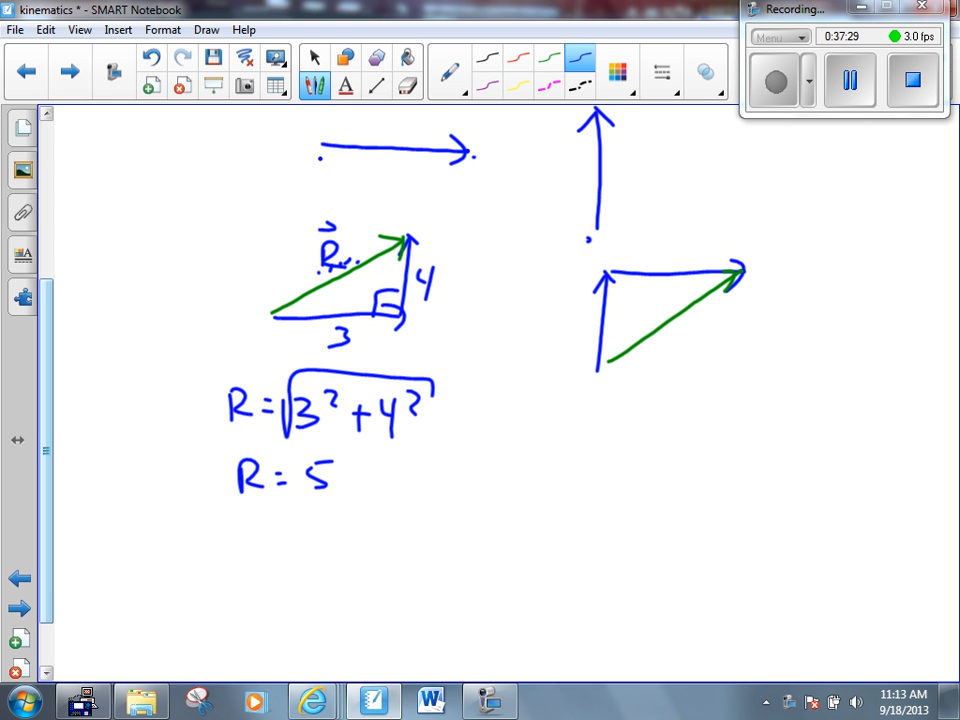 kinematics * - SMART Notebook
File Edit View Insert Format Draw Help
Recording...
Menu
0:37:29
3.0 fps
R
4
3
R=√3²+4²
R = 5
11:13 AM
9/18/2013